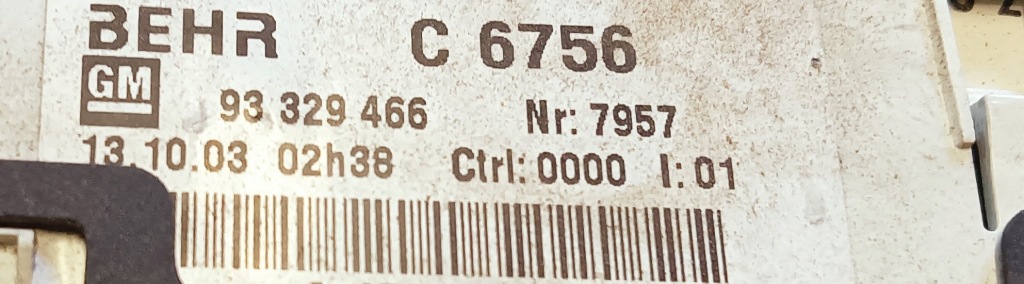 BEHR C 6756
GM 93 329 466 Nr: 7957
13.10.03 02h38 Ctrl: 0000 I: 01